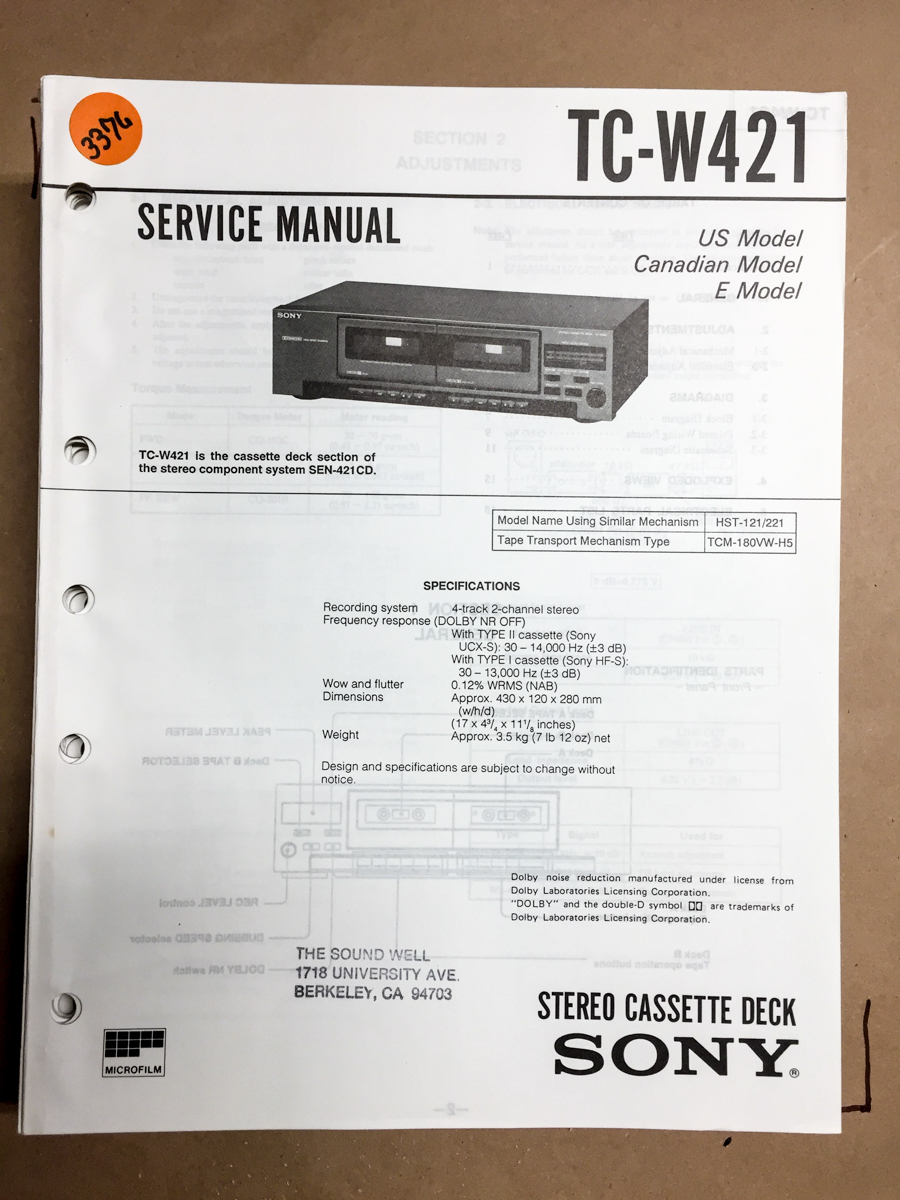 3376
TC-W421
SERVICE MANUAL
US Model
Canadian Model
E Model
SONY
TC-W421 is the cassette deck section of
the stereo component system SEN-421CD.
Model Name Using Similar Mechanism HST-121/221
Tape Transport Mechanism Type TCM-180VW-H5
SPECIFICATIONS
Recording system 4-track 2-channel stereo
Frequency response (DOLBY NR OFF)
With TYPE II cassette (Sony
UCX-S): 30 – 14,000 Hz (±3 dB)
With TYPE I cassette (Sony HF-S):
30 – 13,000 Hz (±3 dB)
Wow and flutter 0.12% WRMS (NAB)
Dimensions Approx. 430 x 120 x 280 mm
(w/h/d)
(17 x 4³/₄ x 11¹/₈ inches)
Weight Approx. 3.5 kg (7 lb 12 oz) net
Design and specifications are subject to change without
notice.
Dolby noise reduction manufactured under license from
Dolby Laboratories Licensing Corporation.
"DOLBY" and the double-D symbol are trademarks of
Dolby Laboratories Licensing Corporation.
THE SOUND WELL
1718 UNIVERSITY AVE.
BERKELEY, CA 94703
STEREO CASSETTE DECK
SONY®
MICROFILM